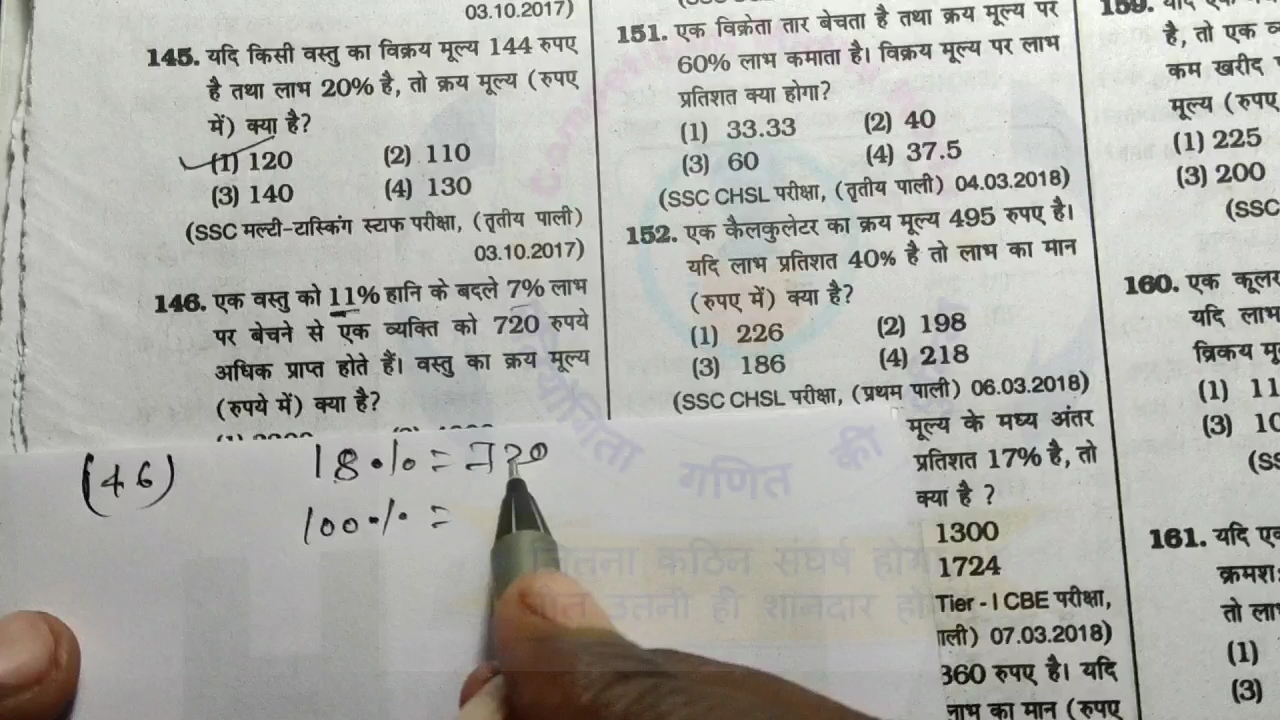 03.10.2017)
145. यदि किसी वस्तु का विक्रय मूल्य 144 रुपए
है तथा लाभ 20% है, तो क्रय मूल्य (रुपए
में) क्या है?
(1) 120 (2) 110
(3) 140 (4) 130
(SSC मल्टी-टास्किंग स्टाफ परीक्षा, (तृतीय पाली)
03.10.2017)
146. एक वस्तु को 11% हानि के बदले 7% लाभ
पर बेचने से एक व्यक्ति को 720 रुपये
अधिक प्राप्त होते हैं। वस्तु का क्रय मूल्य
(रुपये में) क्या है?
(46) 18% = 720
100% =
151. एक विक्रेता तार बेचता है तथा क्रय मूल्य पर
60% लाभ कमाता है। विक्रय मूल्य पर लाभ
प्रतिशत क्या होगा?
(1) 33.33 (2) 40
(3) 60 (4) 37.5
(SSC CHSL परीक्षा, (तृतीय पाली) 04.03.2018)
152. एक कैलकुलेटर का क्रय मूल्य 495 रुपए है।
यदि लाभ प्रतिशत 40% है तो लाभ का मान
(रुपए में) क्या है?
(1) 226 (2) 198
(3) 186 (4) 218
(SSC CHSL परीक्षा, (प्रथम पाली) 06.03.2018)
मूल्य के मध्य अंतर
प्रतिशत 17% है, तो
क्या है ?
1300
1724
Tier - I CBE परीक्षा,
07.03.2018)
360 रुपए है। यदि
लाभ का मान (रुपए
159.
है, तो एक
कम खरीद
मूल्य (रुपए
(1) 225
(3) 200
(SSC
160. एक कूलर
यदि लाभ
(1) 11
(3) 10
161. यदि
क्रमशः
तो
(1)
(3)
प्रतियोगिता गणित की
जितना कठिन संघर्ष होगा
जीत उतनी ही शानदार होगी